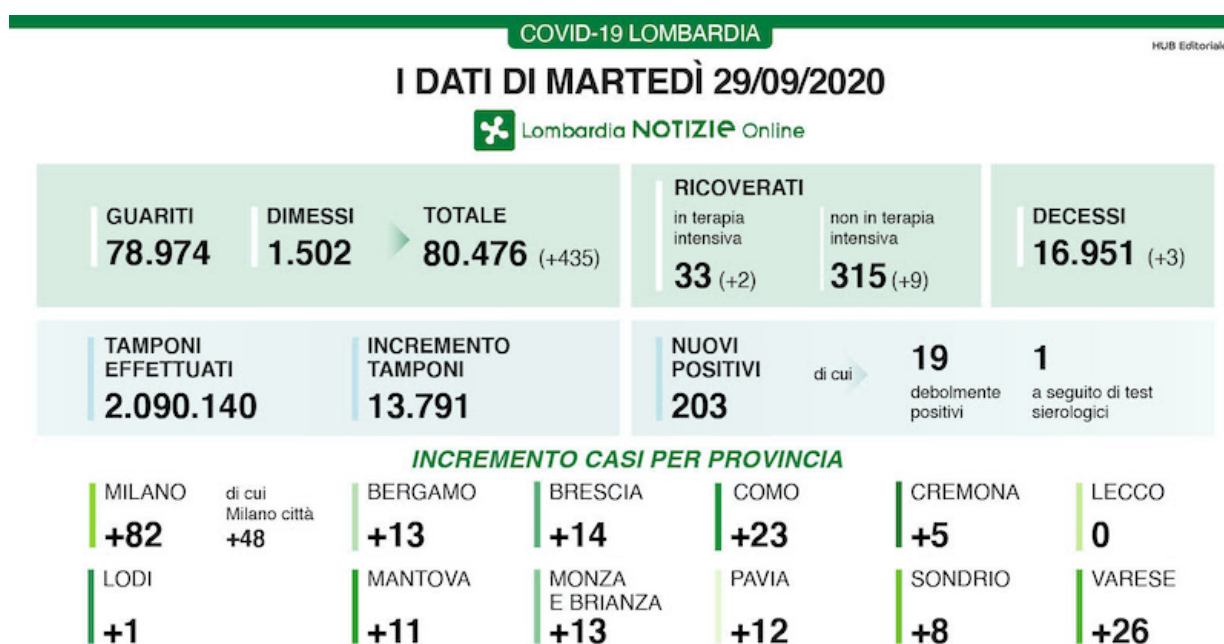 COVID-19 LOMBARDIA
HUB Editoriale
I DATI DI MARTEDÌ 29/09/2020
Lombardia NOTIZIE Online
GUARITI
78.974
DIMESSI
1.502
TOTALE
80.476 (+435)
RICOVERATI
in terapia
intensiva
33 (+2)
non in terapia
intensiva
315 (+9)
DECESSI
16.951 (+3)
TAMPONI
EFFETTUATI
2.090.140
INCREMENTO
TAMPONI
13.791
NUOVI
POSITIVI
203
di cui
19
debolmente
positivi
1
a seguito di test
sierologici
INCREMENTO CASI PER PROVINCIA
MILANO
+82
di cui
Milano città
+48
BERGAMO
+13
BRESCIA
+14
COMO
+23
CREMONA
+5
LECCO
0
LODI
+1
MANTOVA
+11
MONZA
E BRIANZA
+13
PAVIA
+12
SONDRIO
+8
VARESE
+26